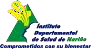 Instituto
Departamental
de Salud de Nariño
Comprometidos con su bienestar